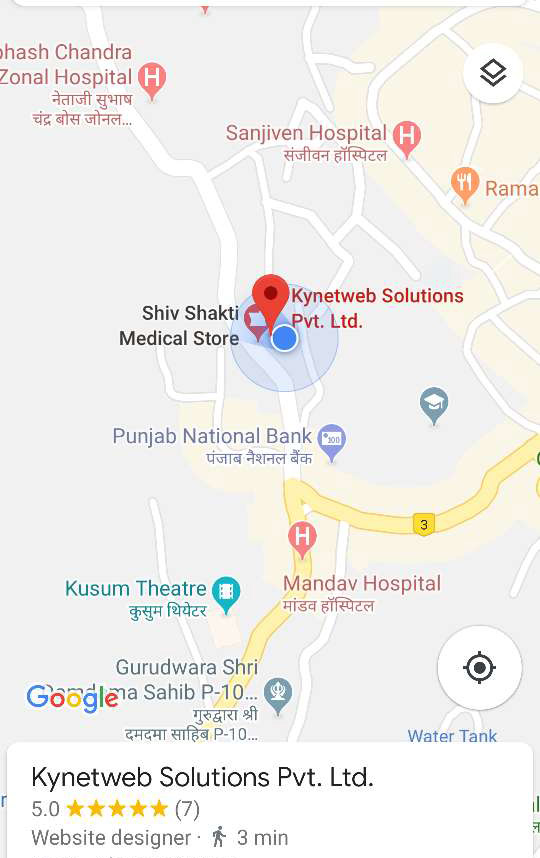 bhash Chandra
Zonal Hospital
नेताजी सुभाष
चंद्र बोस जोनल...
Sanjiven Hospital
संजीवन हॉस्पिटल
Rama
Kynetweb Solutions
Pvt. Ltd.
Shiv Shakti
Medical Store
Punjab National Bank
पंजाब नैशनल बैंक
3
Mandav Hospital
मांडव हॉस्पिटल
Kusum Theatre
कुसुम थियेटर
Gurudwara Shri
Damdama Sahib P-10...
गुरुद्वारा श्री
दमदमा साहिब P-10...
Google
Water Tank
Kynetweb Solutions Pvt. Ltd.
5.0 ★★★★★ (7)
Website designer · 3 min